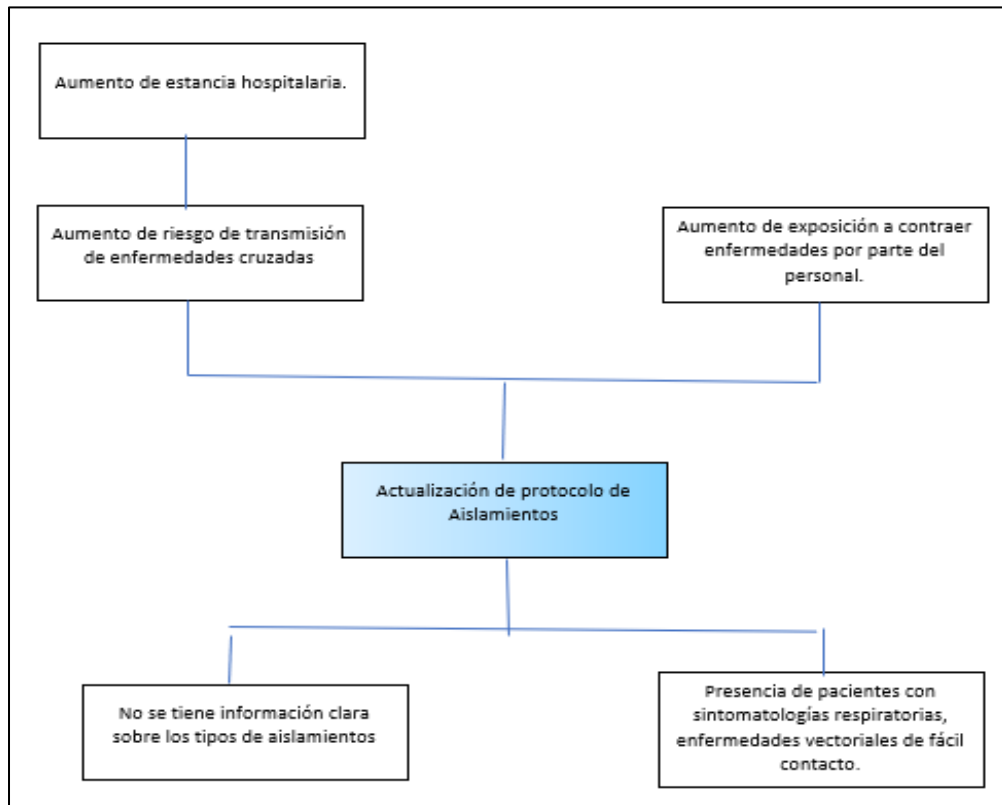 Aumento de estancia hospitalaria.
Aumento de riesgo de transmisión
de enfermedades cruzadas
Aumento de exposición a contraer
enfermedades por parte del
personal.
Actualización de protocolo de
Aislamientos
No se tiene información clara
sobre los tipos de aislamientos
Presencia de pacientes con
sintomatologías respiratorias,
enfermedades vectoriales de fácil
contacto.